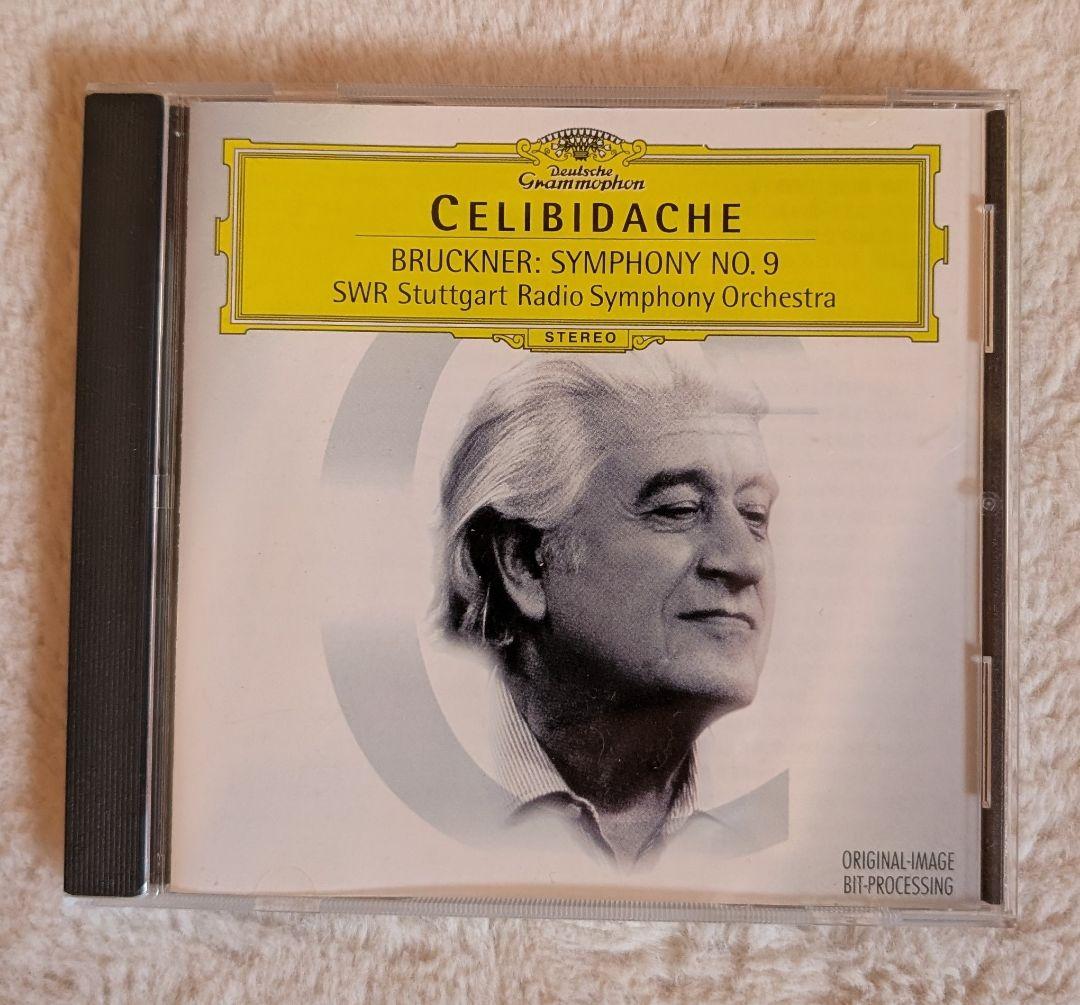 Deutsche
Grammophon
CELIBIDACHE
BRUCKNER: SYMPHONY NO. 9
SWR Stuttgart Radio Symphony Orchestra
STEREO
ORIGINAL-IMAGE
BIT-PROCESSING